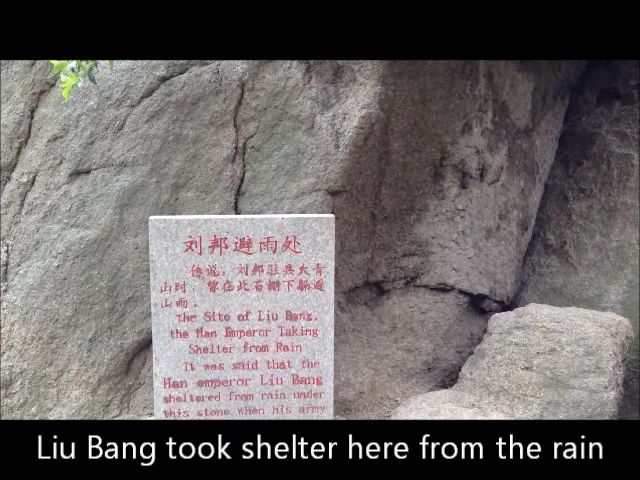 刘邦避雨处
传说，刘邦驻兵大青
山时，曾在此石棚下躲过
山雨。
the Site of Liu Bang,
the Han Emperor Taking
Shelter from Rain
It was said that the
Han emperor Liu Bang
sheltered from rain under
this stone when his army
Liu Bang took shelter here from the rain